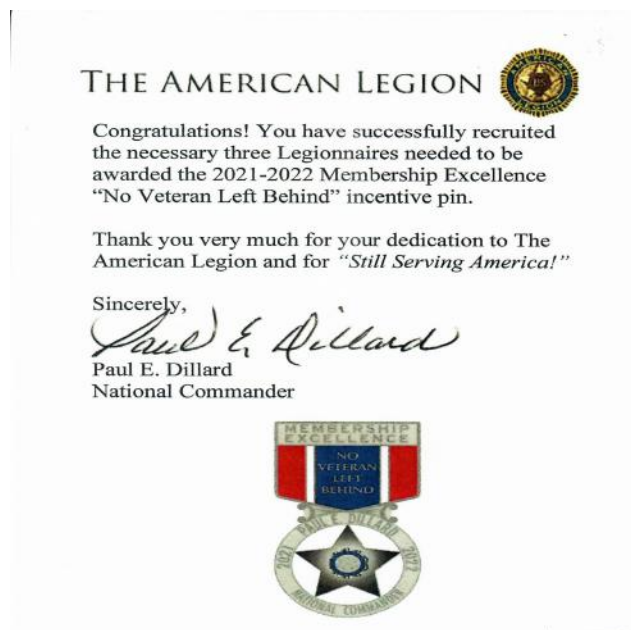 THE AMERICAN LEGION
AMERICAN
US
LEGION
Congratulations! You have successfully recruited
the necessary three Legionnaires needed to be
awarded the 2021-2022 Membership Excellence
“No Veteran Left Behind” incentive pin.
Thank you very much for your dedication to The
American Legion and for “Still Serving America!”
Sincerely,
Paul E. Dillard
Paul E. Dillard
National Commander
MEMBERSHIP
EXCELLENCE
NO
VETERAN
LEFT
BEHIND
PAUL E. DILLARD
2021 2022
NATIONAL COMMANDER